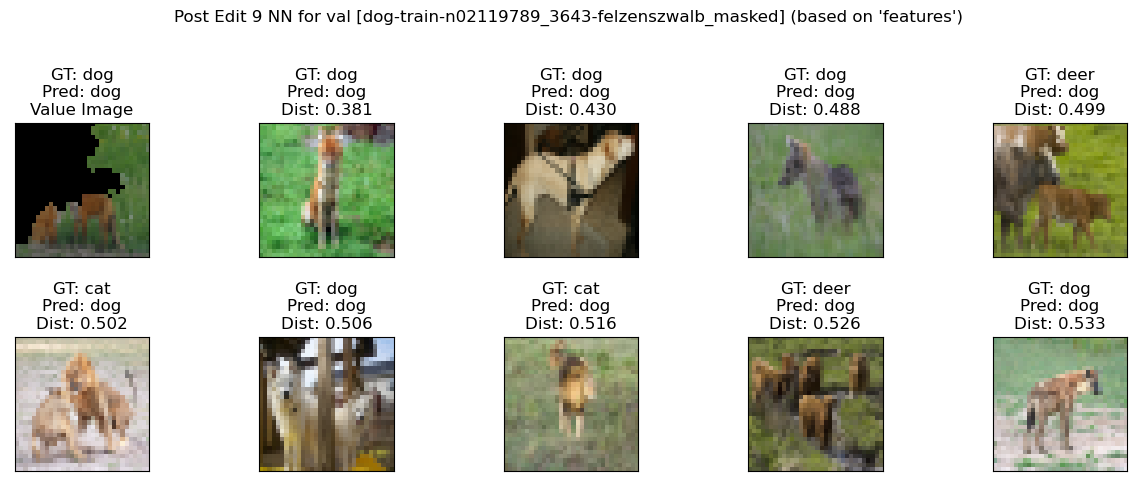 Post Edit 9 NN for val [dog-train-n02119789_3643-felzenszwalb_masked] (based on 'features')
GT: dog
Pred: dog
Value Image
GT: dog
Pred: dog
Dist: 0.381
GT: dog
Pred: dog
Dist: 0.430
GT: dog
Pred: dog
Dist: 0.488
GT: deer
Pred: dog
Dist: 0.499
GT: cat
Pred: dog
Dist: 0.502
GT: dog
Pred: dog
Dist: 0.506
GT: cat
Pred: dog
Dist: 0.516
GT: deer
Pred: dog
Dist: 0.526
GT: dog
Pred: dog
Dist: 0.533